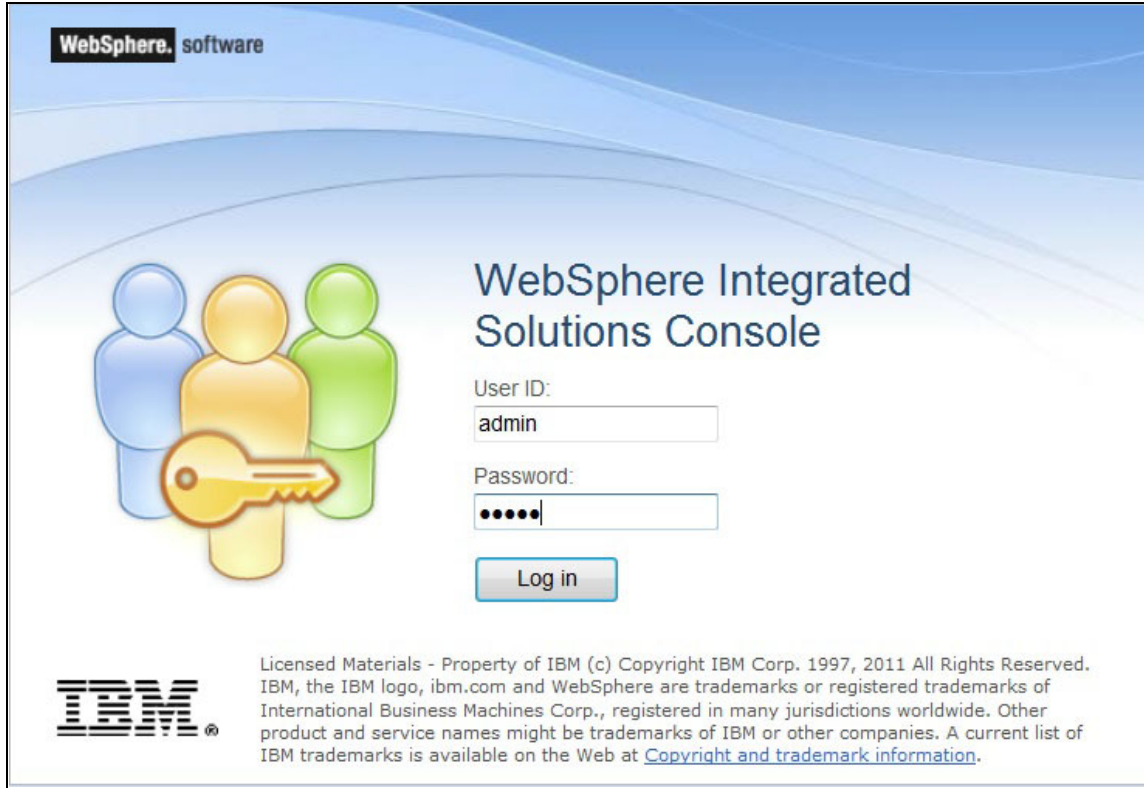 WebSphere. software
WebSphere Integrated
Solutions Console
User ID:
admin
Password:
•••••
Log in
Licensed Materials - Property of IBM (c) Copyright IBM Corp. 1997, 2011 All Rights Reserved.
IBM, the IBM logo, ibm.com and WebSphere are trademarks or registered trademarks of
International Business Machines Corp., registered in many jurisdictions worldwide. Other
product and service names might be trademarks of IBM or other companies. A current list of
IBM trademarks is available on the Web at Copyright and trademark information.
IBM®